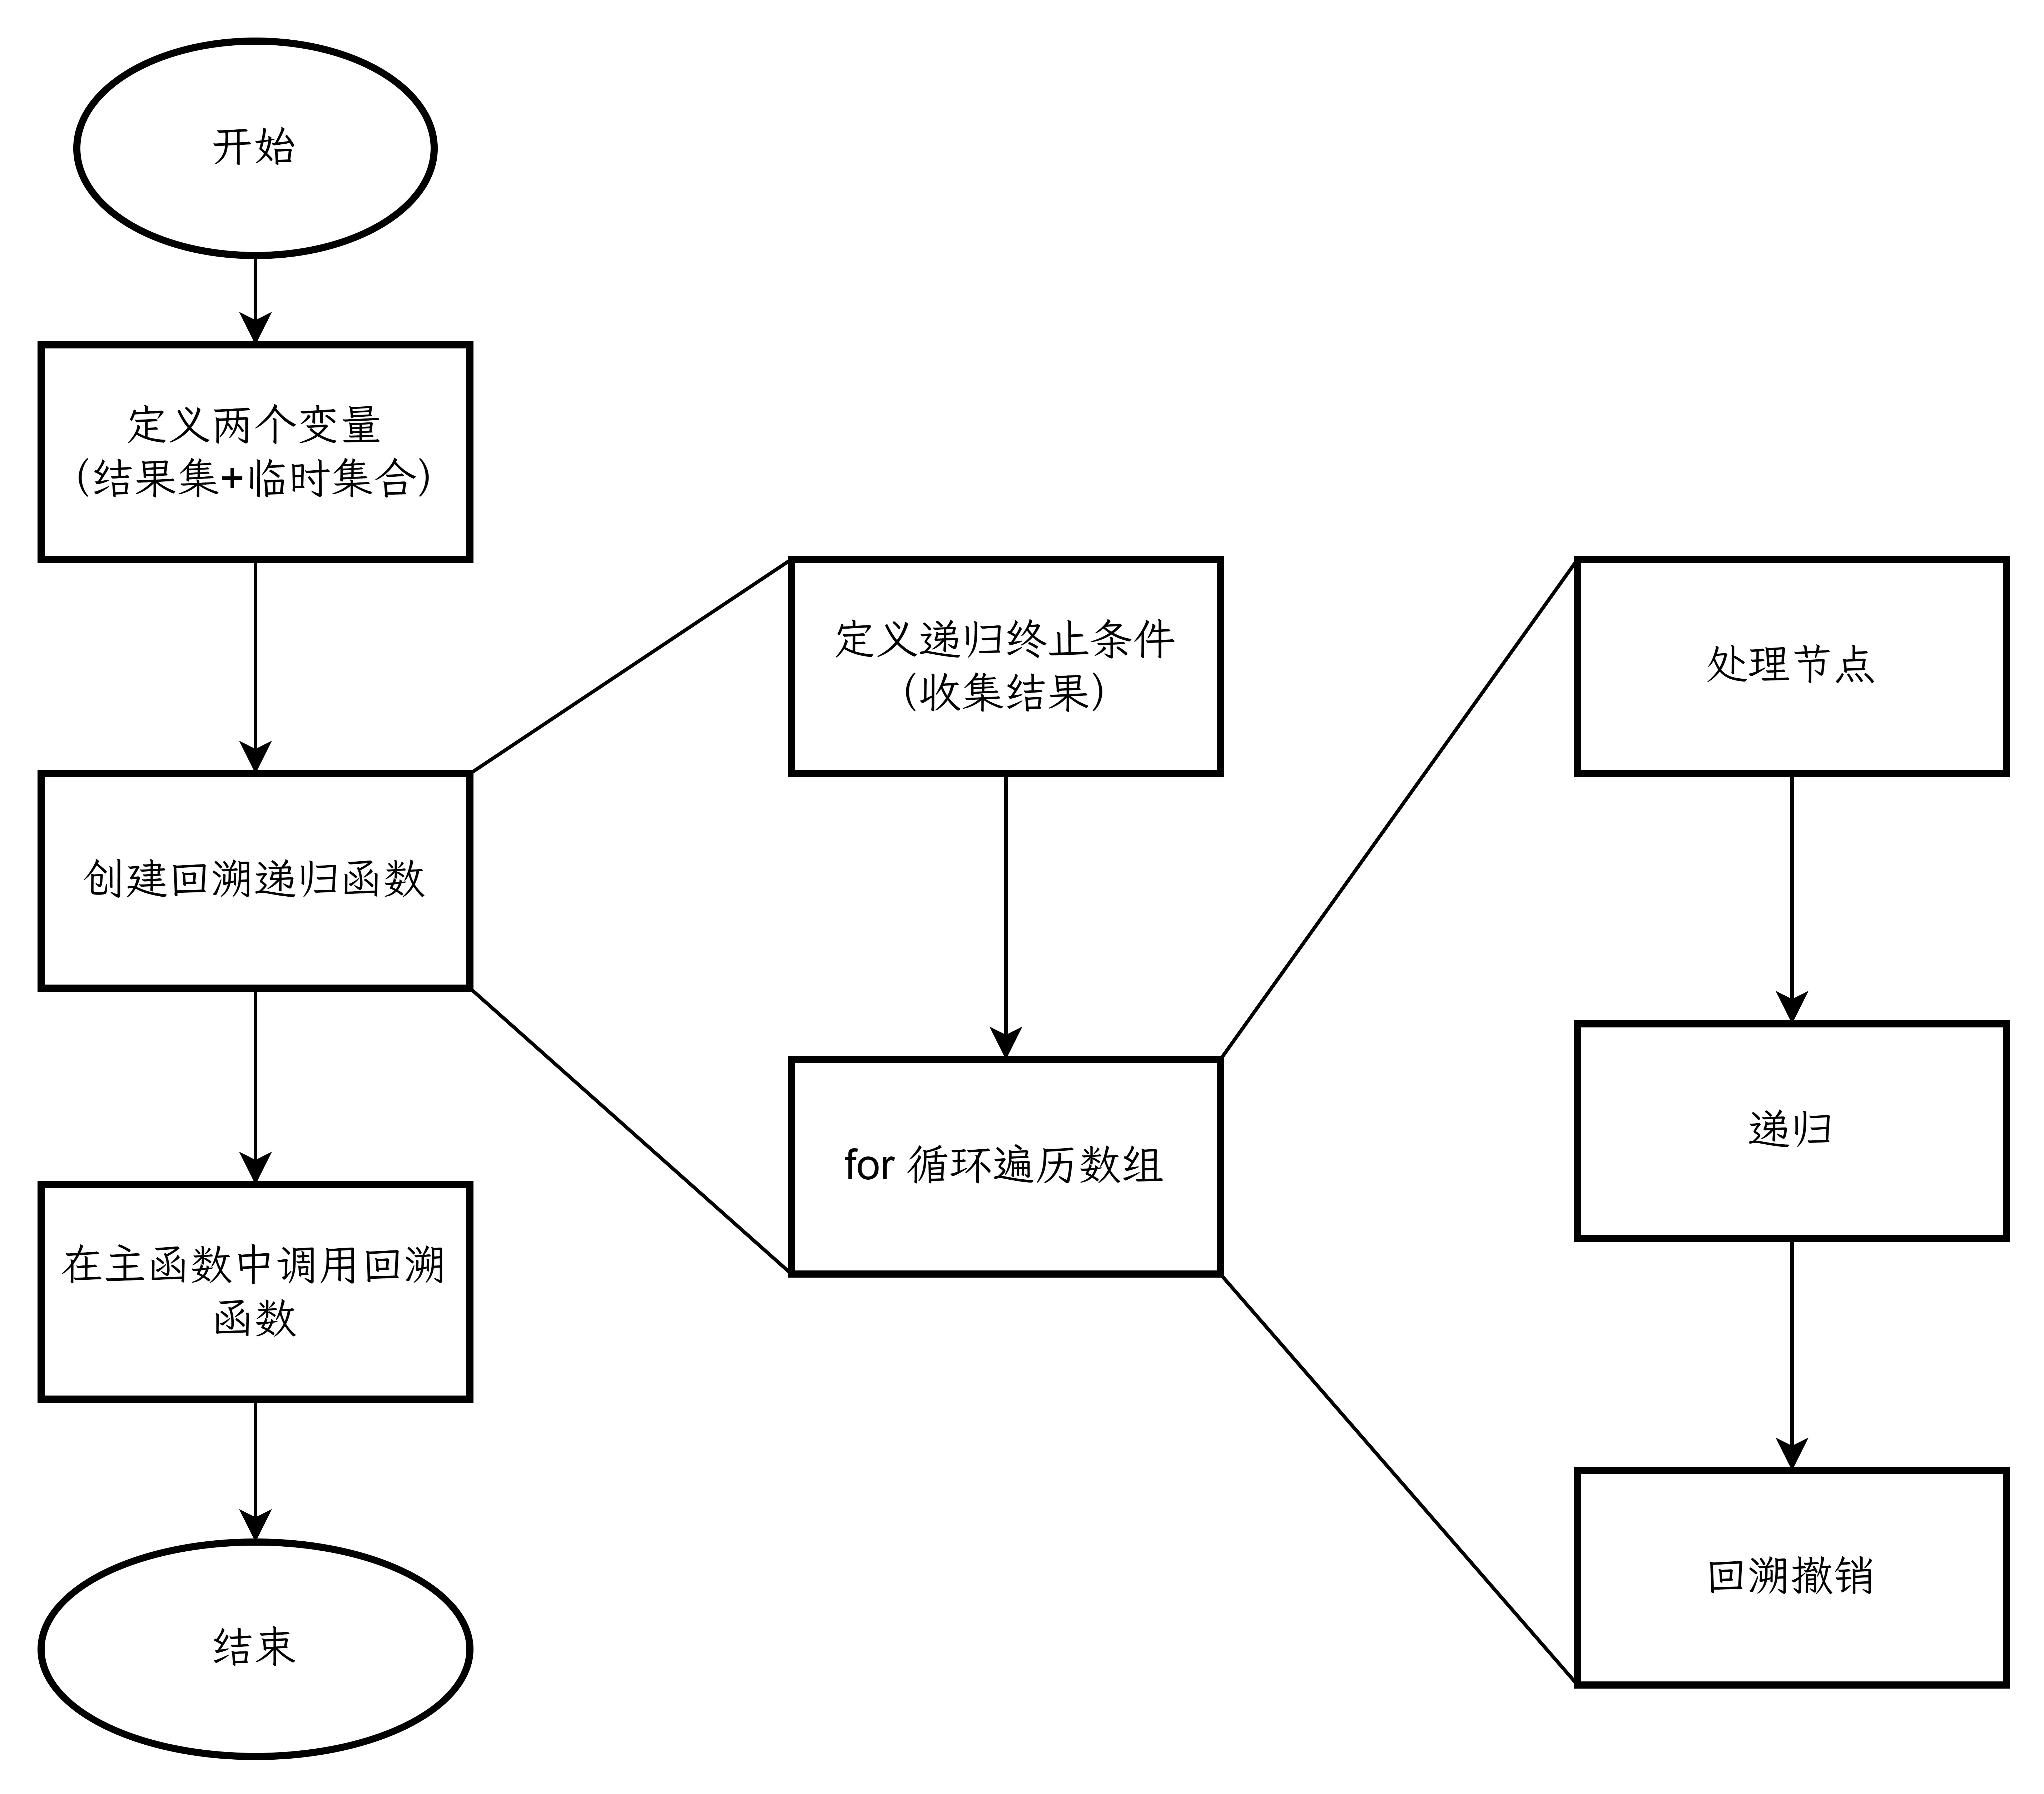 开始
定义两个变量
（结果集+临时集合）
创建回溯递归函数
在主函数中调用回溯
函数
结束
定义递归终止条件
（收集结果）
for 循环遍历数组
处理节点
递归
回溯撤销